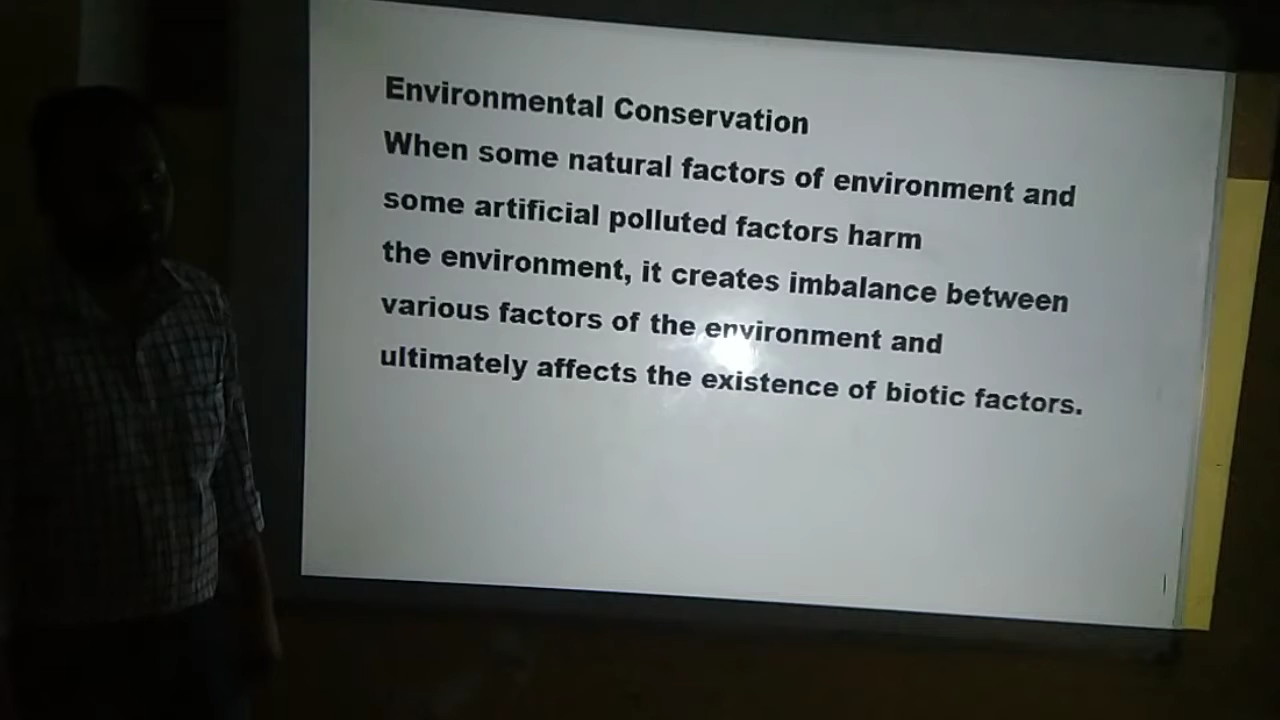 Environmental Conservation
When some natural factors of environment and
some artificial polluted factors harm
the environment, it creates imbalance between
various factors of the environment and
ultimately affects the existence of biotic factors.